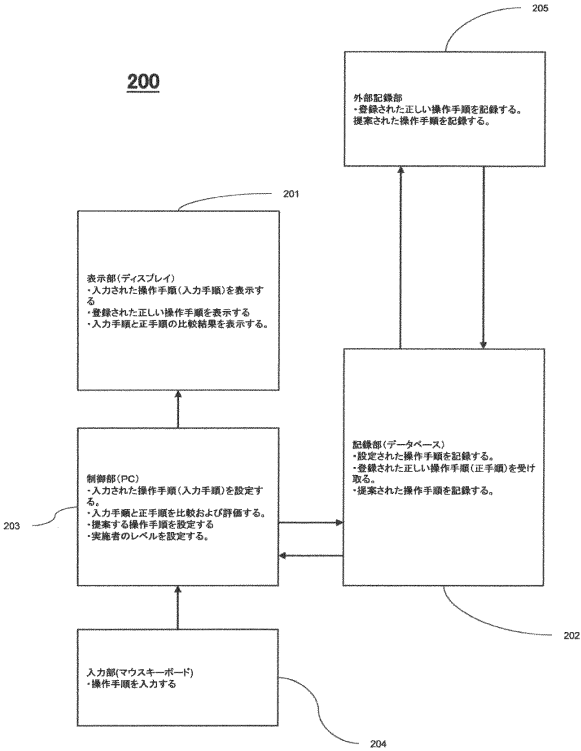 205
200
外部記録部
・登録された正しい操作手順を記録する。
提案された操作手順を記録する。
201
表示部(ディスプレイ)
・入力された操作手順(入力手順)を表示す
る
・登録された正しい操作手順を表示する
・入力手順と正手順の比較結果を表示する。
制御部(PC)
・入力された操作手順(入力手順)を設定す
る。
・入力手順と正手順を比較および評価する。
・提案する操作手順を設定する
・実施者のレベルを設定する。
203
記録部(データベース)
・設定された操作手順を記録する。
・登録された正しい操作手順(正手順)を受け
取る。
・提案された操作手順を記録する。
202
入力部(マウスキーボード)
・操作手順を入力する
204